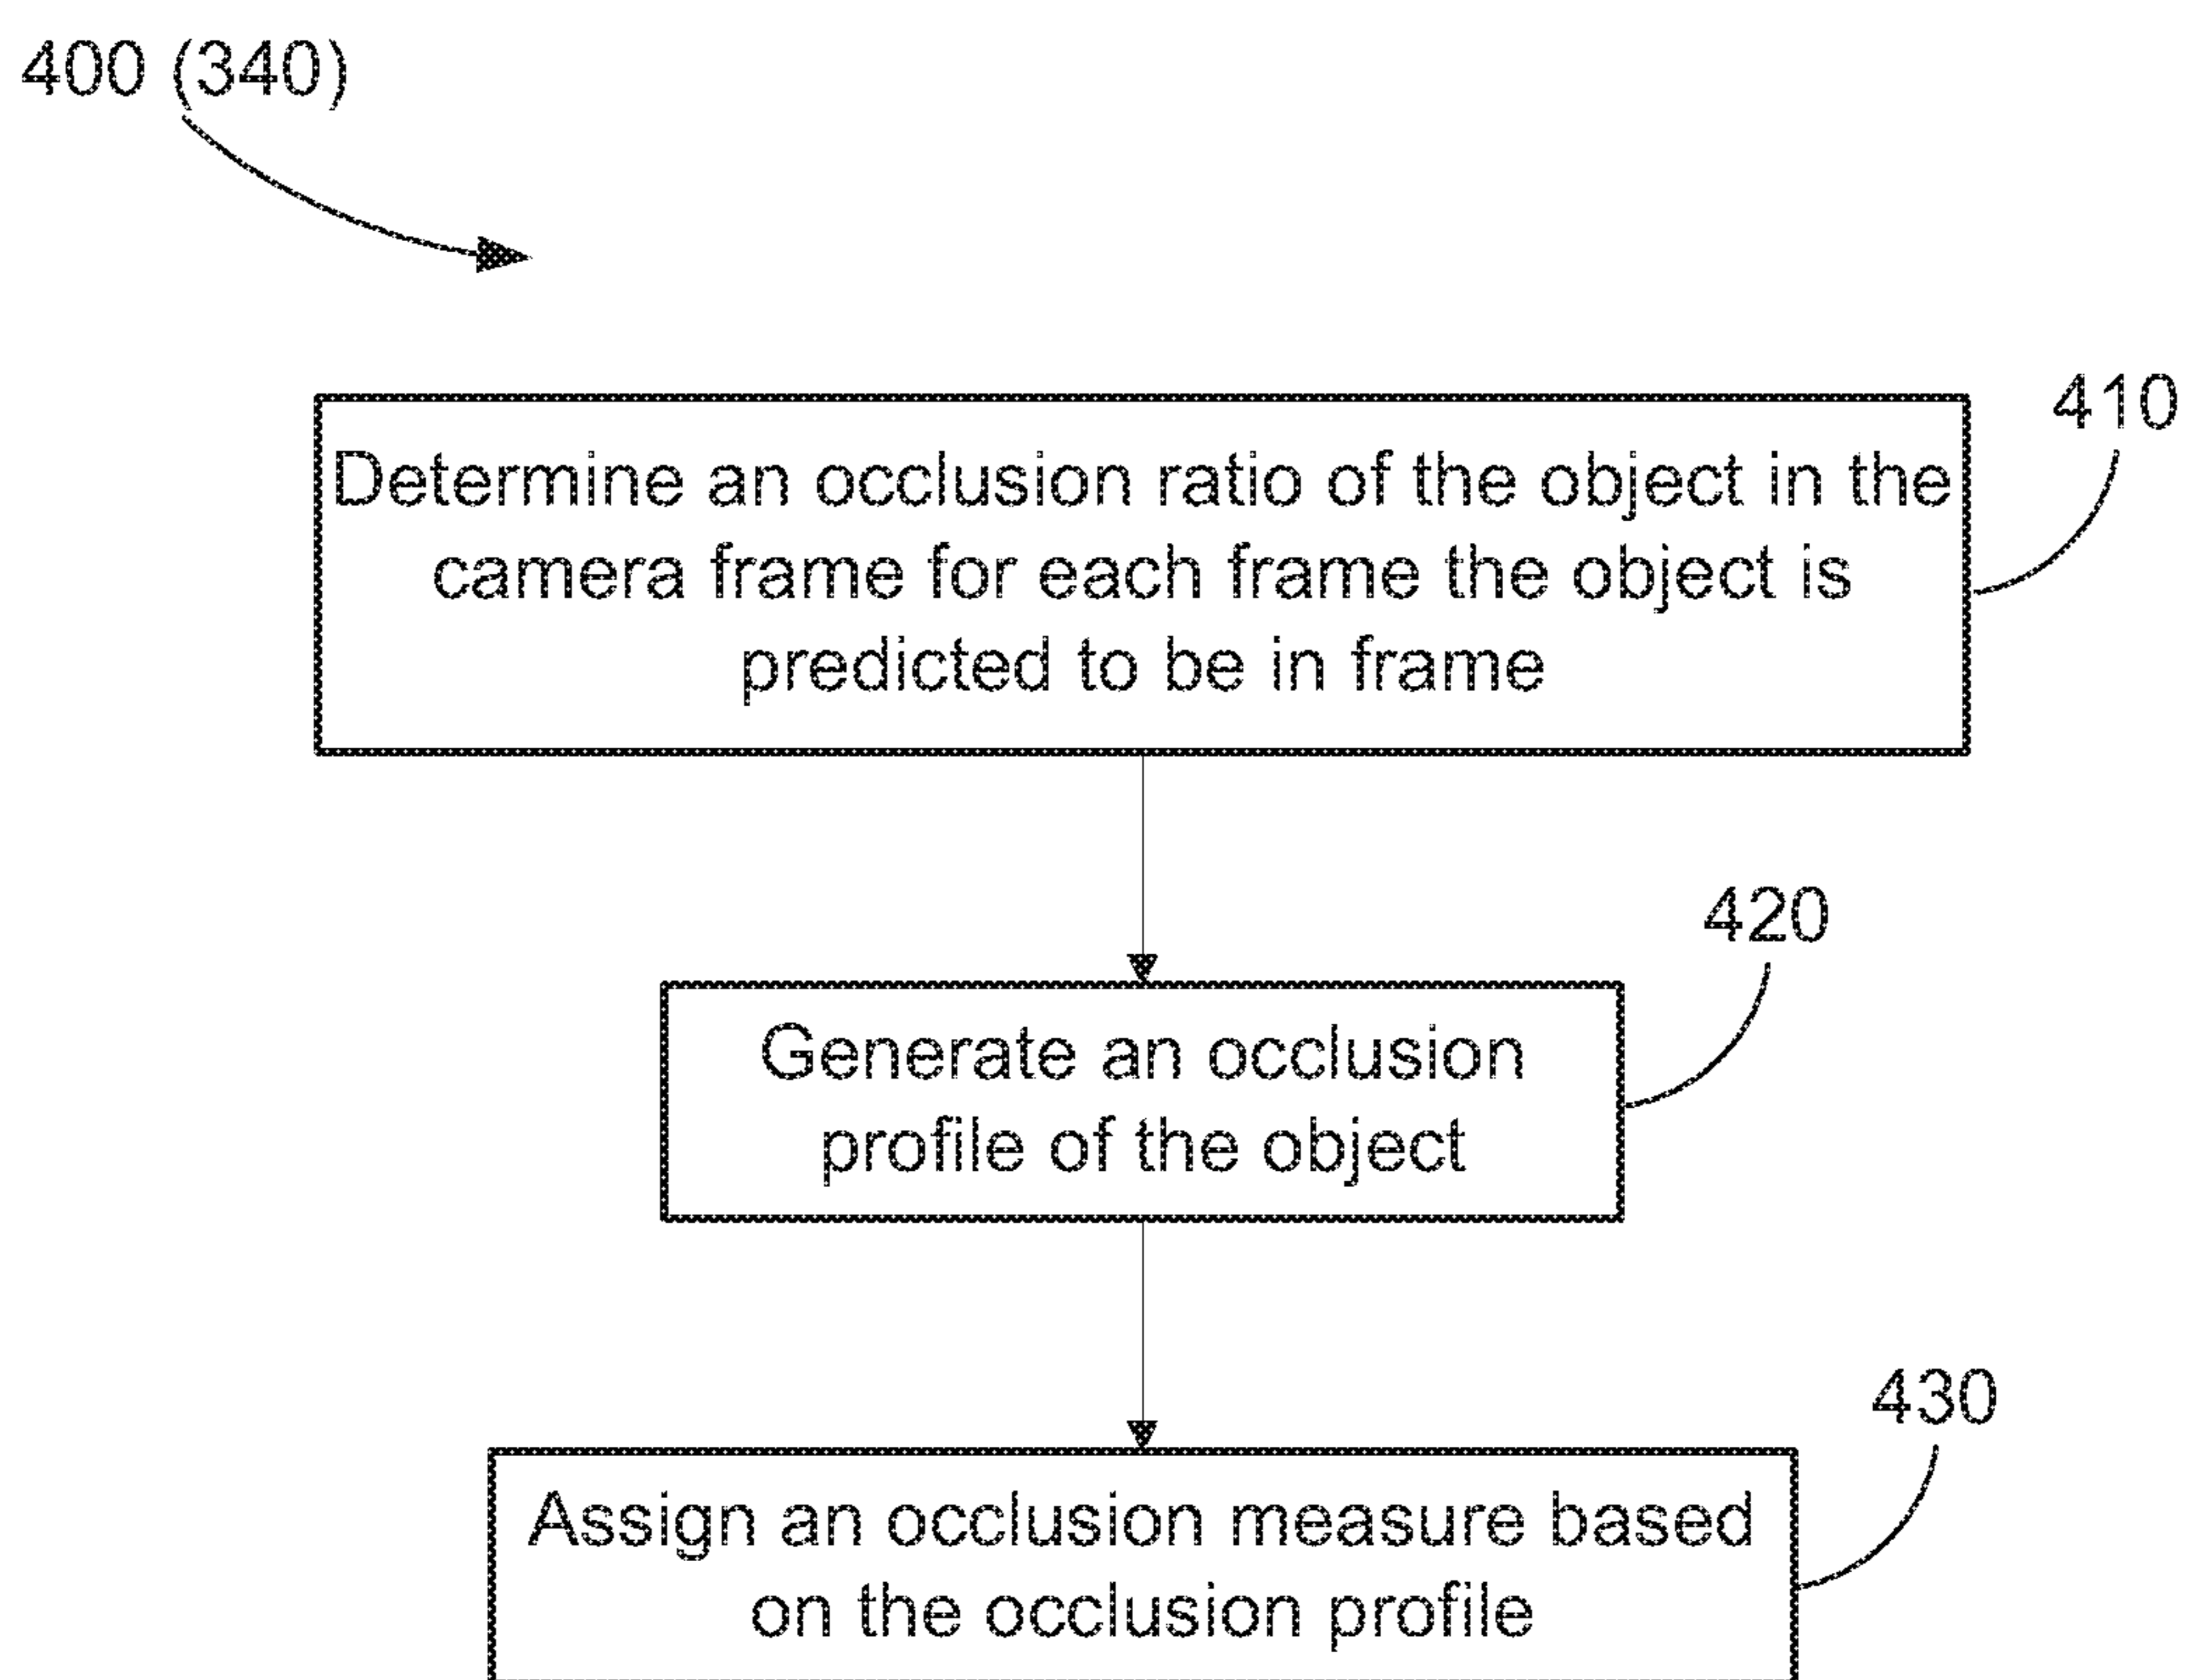 400 (340)
410
Determine an occlusion ratio of the object in the
camera frame for each frame the object is
predicted to be in frame
420
Generate an occlusion
profile of the object
430
Assign an occlusion measure based
on the occlusion profile